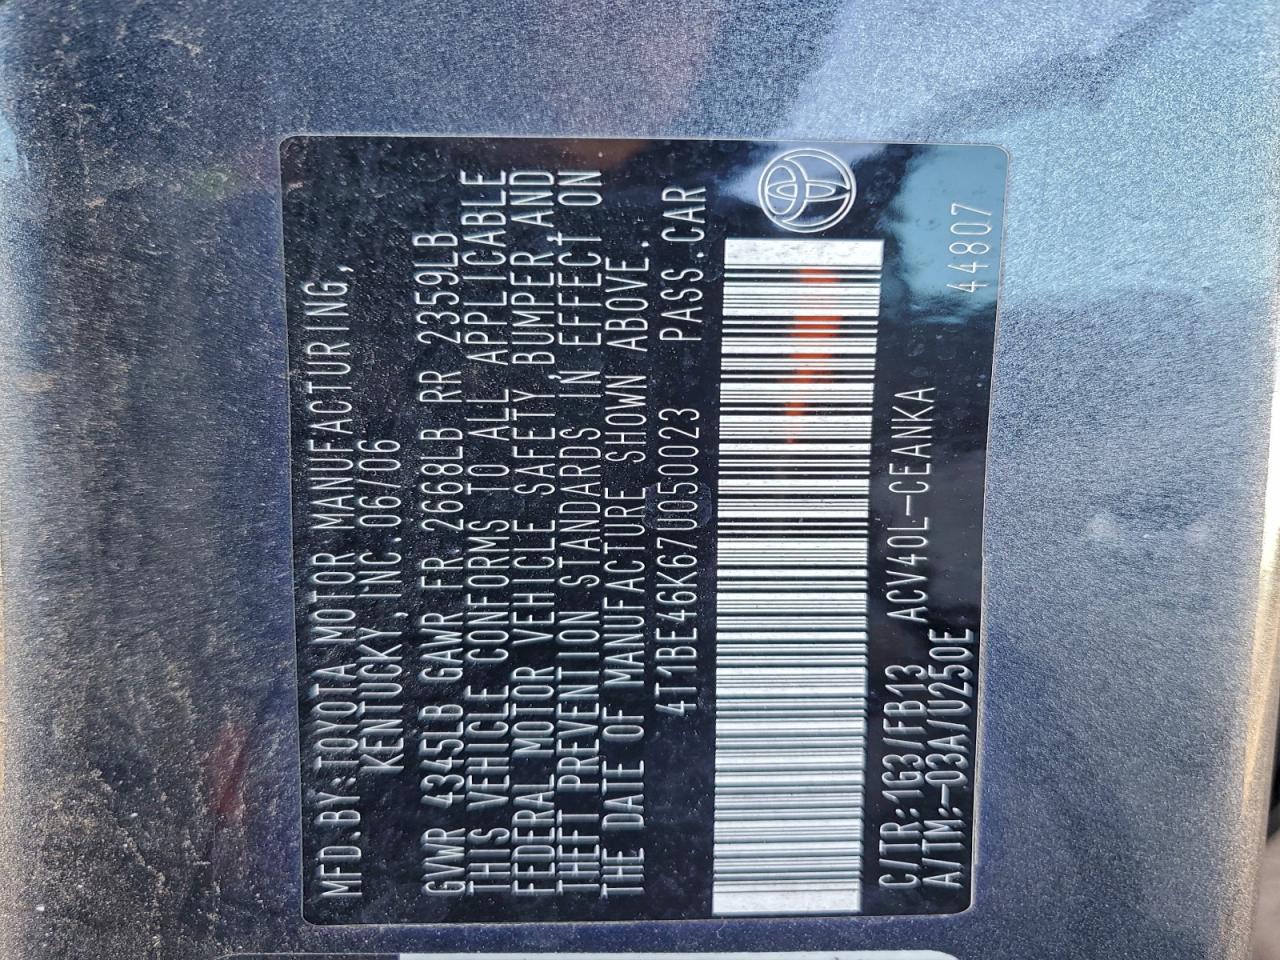 MFD.BY:TOYOTA MOTOR MANUFACTURING,
KENTUCKY, INC. 06/06
GVWR 4345LB GAWR FR 2668LB RR 2359LB
THIS VEHICLE CONFORMS TO ALL APPLICABLE
FEDERAL MOTOR VEHICLE SAFETY, BUMPER, AND
THEFT PREVENTION STANDARDS IN EFFECT ON
THE DATE OF MANUFACTURE SHOWN ABOVE.
4T1BE46K67U050023 PASS.CAR
C/TR:1G3/FB13 ACV40L-CEANKA
A/TM:-03A/U250E 44807